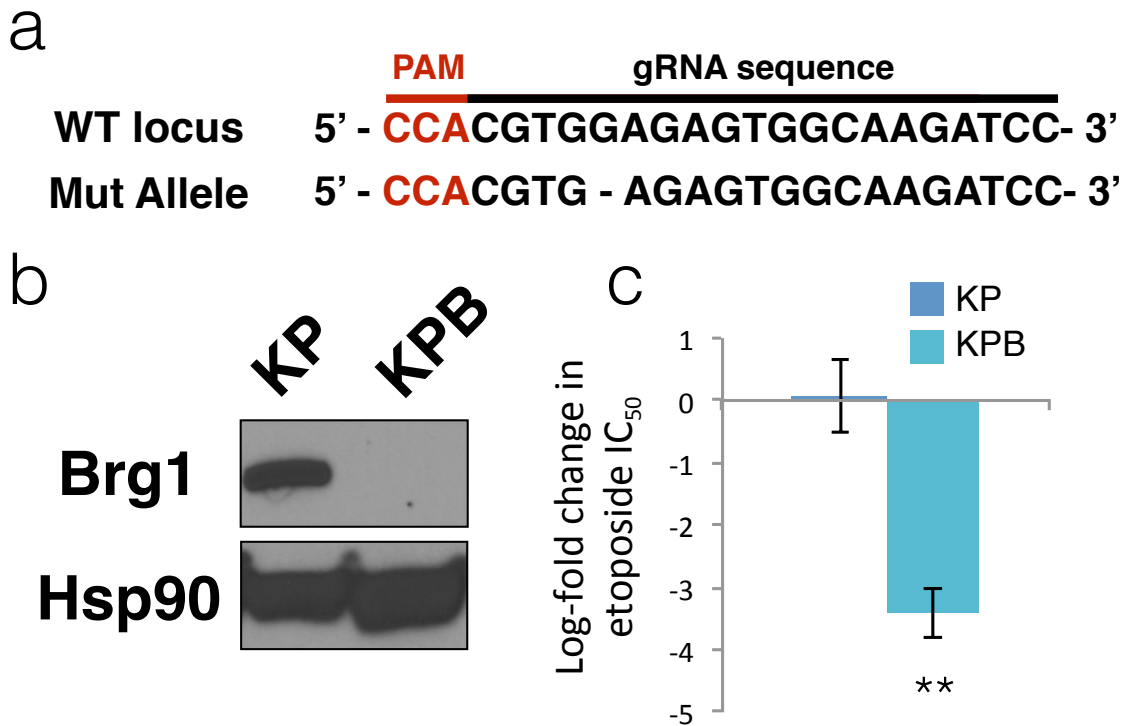 a
PAM gRNA sequence
WT locus 5’ - CCACGTGGAGAGTGGCAAGATCC- 3’
Mut Allele 5’ - CCACGTG - AGAGTGGCAAGATCC- 3’
b
KP KPB
Brg1
Hsp90
c
KP
KPB
Log-fold change in
etoposide IC50
1
0
-1
-2
-3
-4
-5
**